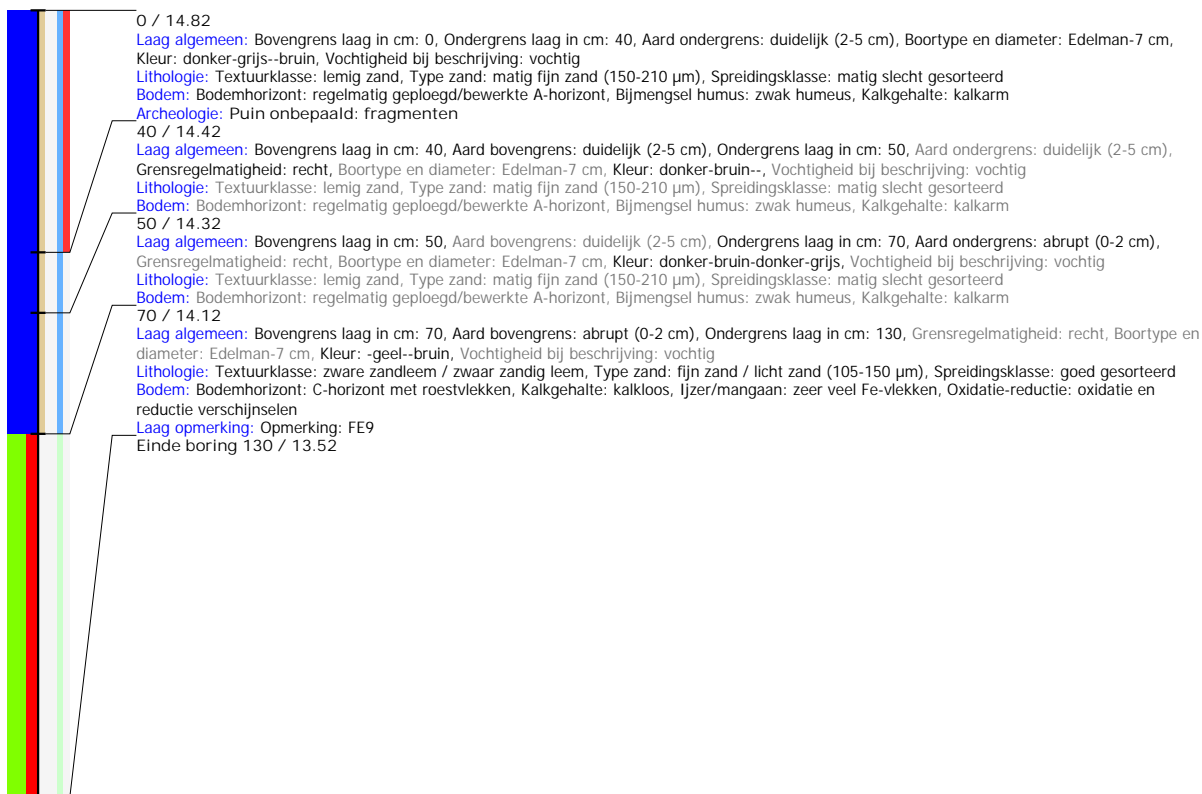 0 / 14.82
Laag algemeen: Bovengrens laag in cm: 0, Ondergrens laag in cm: 40, Aard ondergrens: duidelijk (2-5 cm), Boortype en diameter: Edelman-7 cm,
Kleur: donker-grijs--bruin, Vochtigheid bij beschrijving: vochtig
Lithologie: Textuurklasse: lemig zand, Type zand: matig fijn zand (150-210 µm), Spreidingsklasse: matig slecht gesorteerd
Bodem: Bodemhorizont: regelmatig geploegd/bewerkte A-horizont, Bijmengsel humus: zwak humeus, Kalkgehalte: kalkarm
Archeologie: Puin onbepaald: fragmenten
40 / 14.42
Laag algemeen: Bovengrens laag in cm: 40, Aard bovengrens: duidelijk (2-5 cm), Ondergrens laag in cm: 50, Aard ondergrens: duidelijk (2-5 cm),
Grensregelmatigheid: recht, Boortype en diameter: Edelman-7 cm, Kleur: donker-bruin--, Vochtigheid bij beschrijving: vochtig
Lithologie: Textuurklasse: lemig zand, Type zand: matig fijn zand (150-210 µm), Spreidingsklasse: matig slecht gesorteerd
Bodem: Bodemhorizont: regelmatig geploegd/bewerkte A-horizont, Bijmengsel humus: zwak humeus, Kalkgehalte: kalkarm
50 / 14.32
Laag algemeen: Bovengrens laag in cm: 50, Aard bovengrens: duidelijk (2-5 cm), Ondergrens laag in cm: 70, Aard ondergrens: abrupt (0-2 cm),
Grensregelmatigheid: recht, Boortype en diameter: Edelman-7 cm, Kleur: donker-bruin-donker-grijs, Vochtigheid bij beschrijving: vochtig
Lithologie: Textuurklasse: lemig zand, Type zand: matig fijn zand (150-210 µm), Spreidingsklasse: matig slecht gesorteerd
Bodem: Bodemhorizont: regelmatig geploegd/bewerkte A-horizont, Bijmengsel humus: zwak humeus, Kalkgehalte: kalkarm
70 / 14.12
Laag algemeen: Bovengrens laag in cm: 70, Aard bovengrens: abrupt (0-2 cm), Ondergrens laag in cm: 130, Grensregelmatigheid: recht, Boortype en
diameter: Edelman-7 cm, Kleur: -geel--bruin, Vochtigheid bij beschrijving: vochtig
Lithologie: Textuurklasse: zware zandleem / zwaar zandig leem, Type zand: fijn zand / licht zand (105-150 µm), Spreidingsklasse: goed gesorteerd
Bodem: Bodemhorizont: C-horizont met roestvlekken, Kalkgehalte: kalkloos, Ijzer/mangaan: zeer veel Fe-vlekken, Oxidatie-reductie: oxidatie en
reductie verschijnselen
Laag opmerking: Opmerking: FE9
Einde boring 130 / 13.52